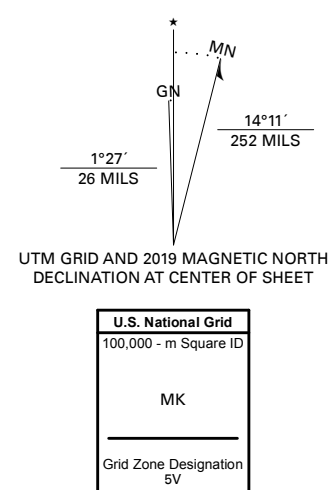 ★
MN
GN
14°11´
252 MILS
1°27´
26 MILS
UTM GRID AND 2019 MAGNETIC NORTH
DECLINATION AT CENTER OF SHEET
U.S. National Grid
100,000 - m Square ID
MK
Grid Zone Designation
5V